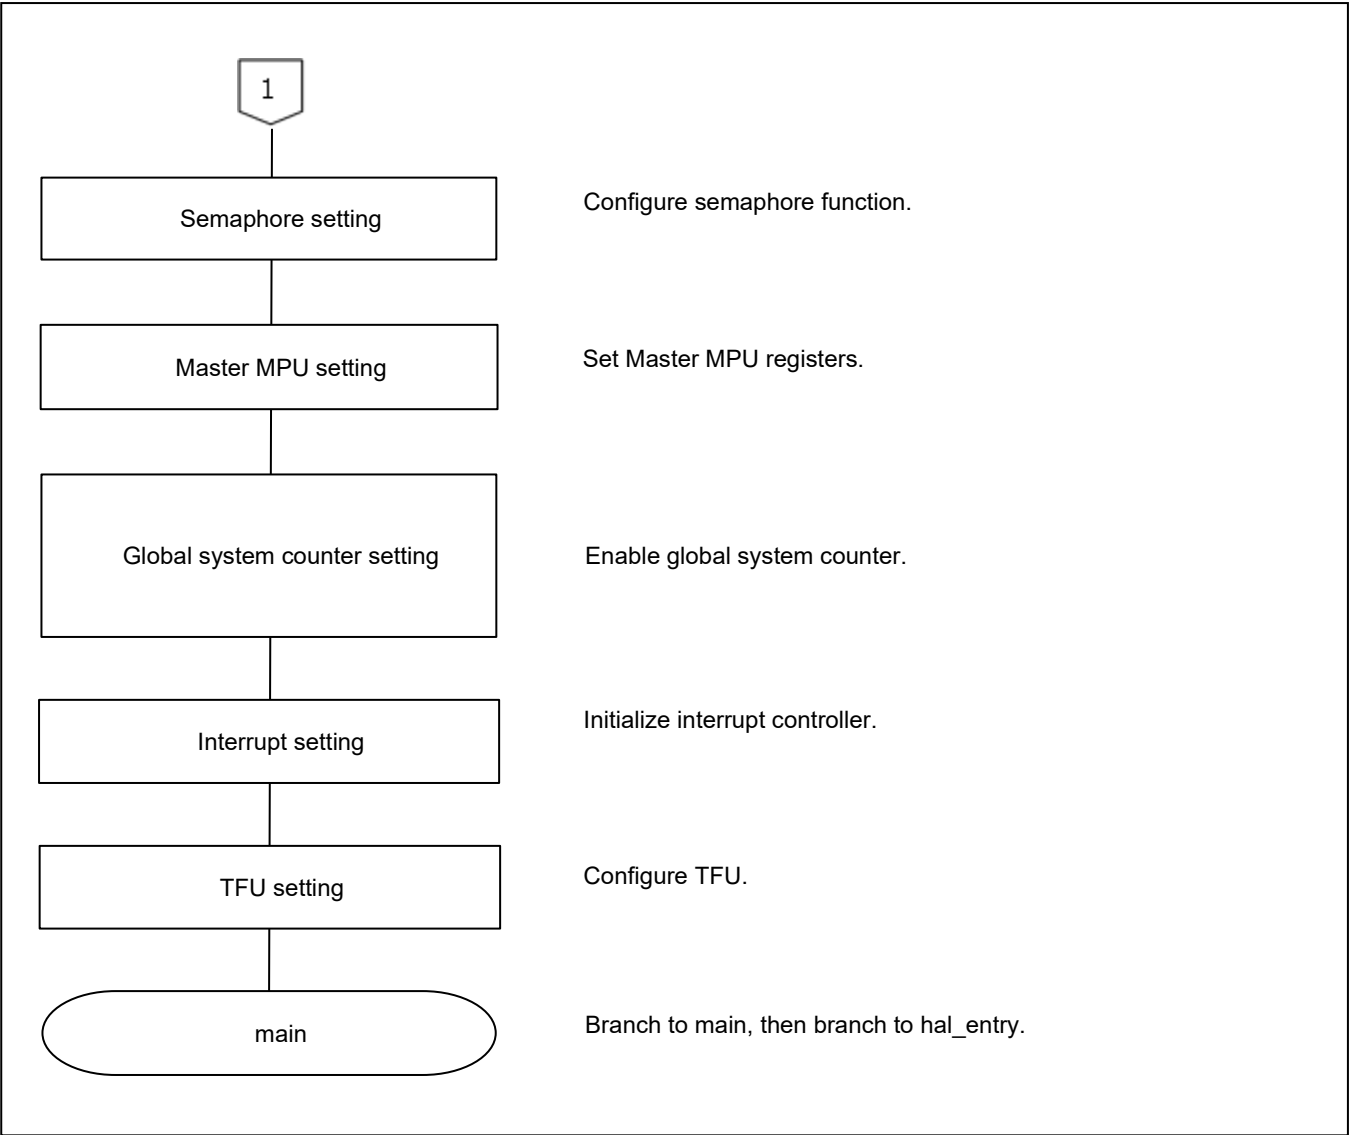 1
Semaphore setting
Configure semaphore function.
Master MPU setting
Set Master MPU registers.
Global system counter setting
Enable global system counter.
Interrupt setting
Initialize interrupt controller.
TFU setting
Configure TFU.
main
Branch to main, then branch to hal_entry.